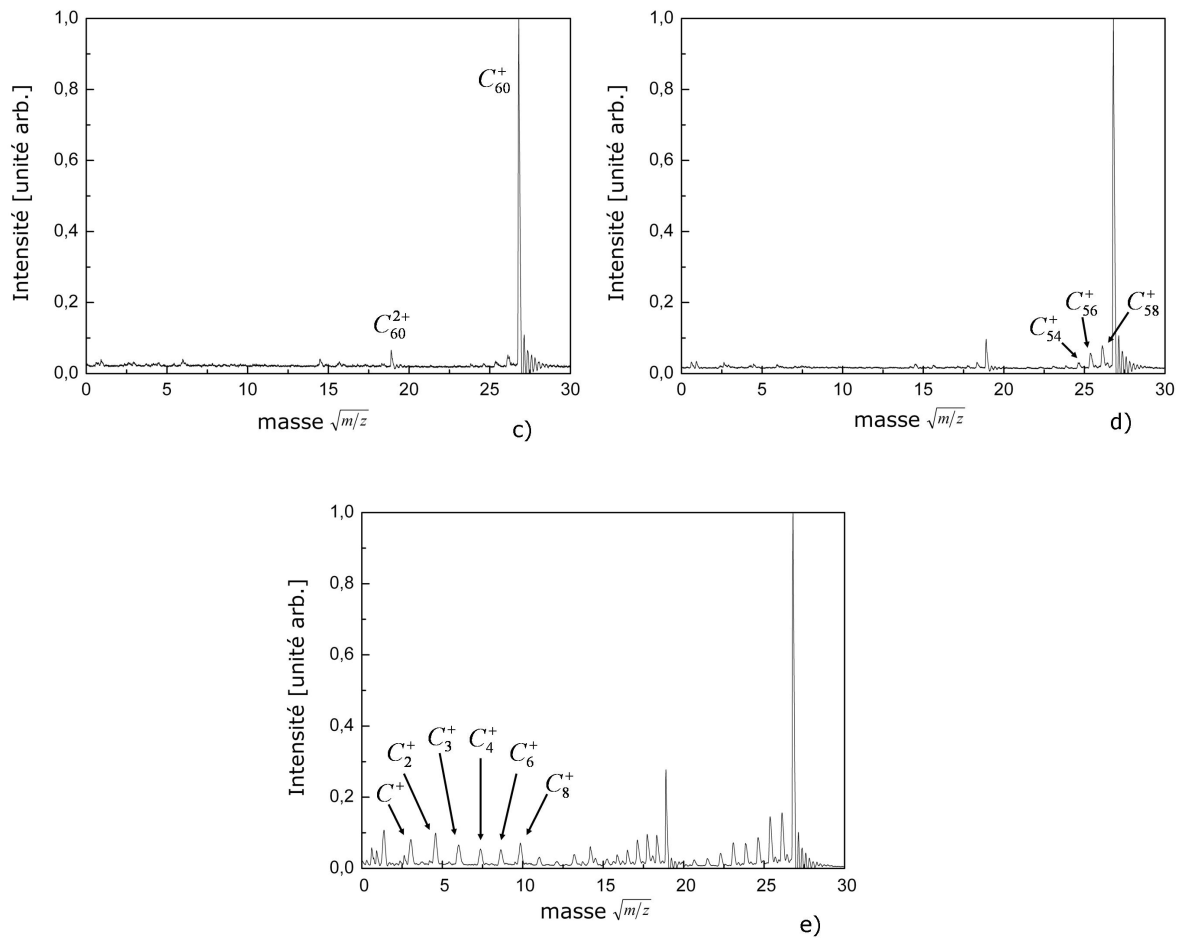 1,0
0,8
0,6
0,4
0,2
0,0
Intensité [unité arb.]
C60+
C60 2+
0 5 10 15 20 25 30
masse √m/z
c)
1,0
0,8
0,6
0,4
0,2
0,0
Intensité [unité arb.]
C54+
C56+
C58+
0 5 10 15 20 25 30
masse √m/z
d)
1,0
0,8
0,6
0,4
0,2
0,0
Intensité [unité arb.]
C+
C2+
C3+
C4+
C6+
C8+
0 5 10 15 20 25 30
masse √m/z
e)